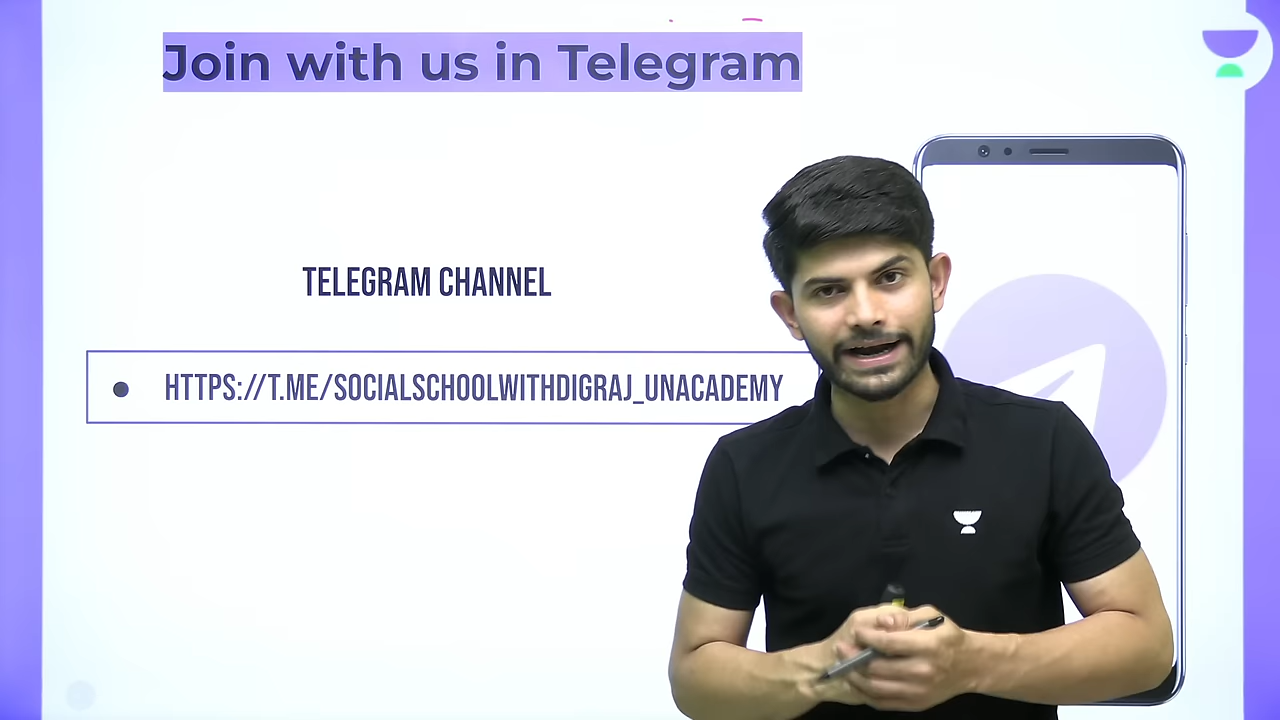 Join with us in Telegram
TELEGRAM CHANNEL
HTTPS://T.ME/SOCIALSCHOOLWITHDIGRAJ_UNACADEMY